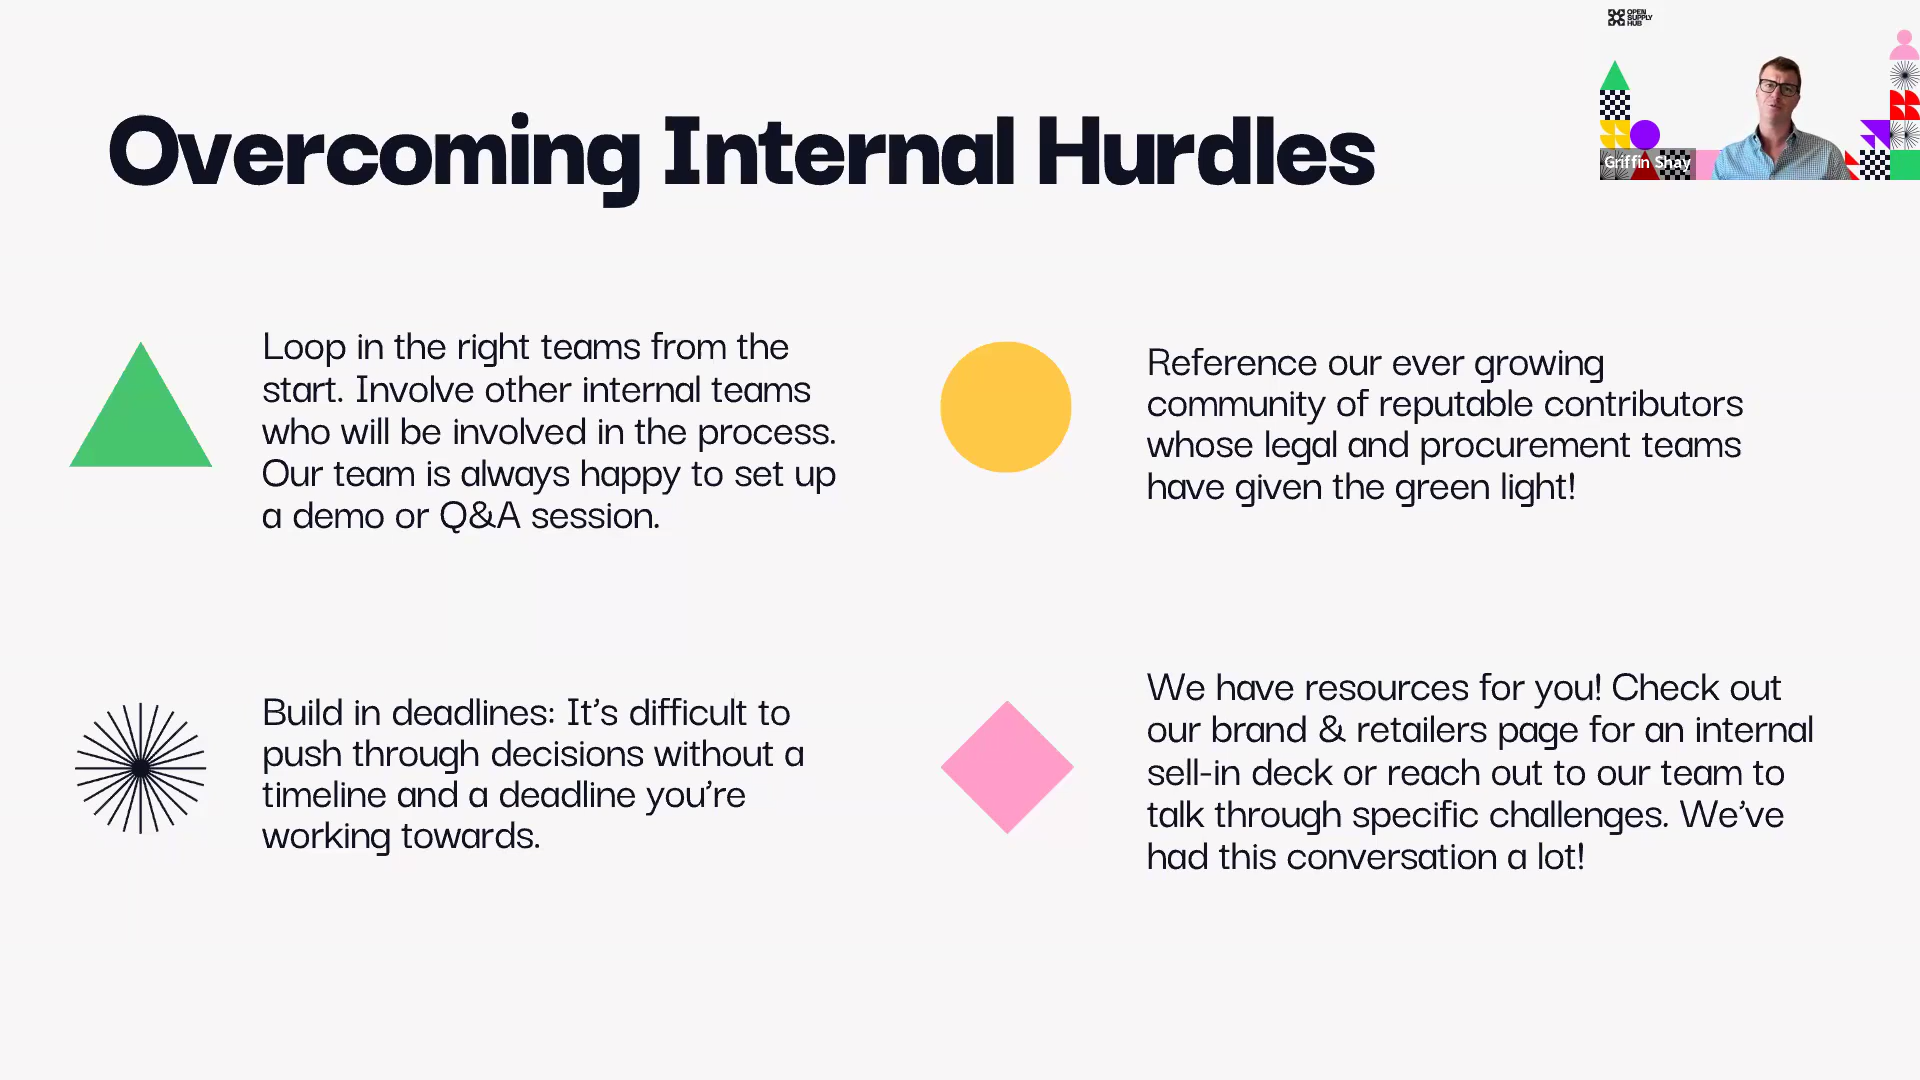 OPEN
SUPPLY
HUB
Griffin Shay
Overcoming Internal Hurdles
Loop in the right teams from the
start. Involve other internal teams
who will be involved in the process.
Our team is always happy to set up
a demo or Q&A session.
Reference our ever growing
community of reputable contributors
whose legal and procurement teams
have given the green light!
Build in deadlines: It’s difficult to
push through decisions without a
timeline and a deadline you’re
working towards.
We have resources for you! Check out
our brand & retailers page for an internal
sell-in deck or reach out to our team to
talk through specific challenges. We’ve
had this conversation a lot!